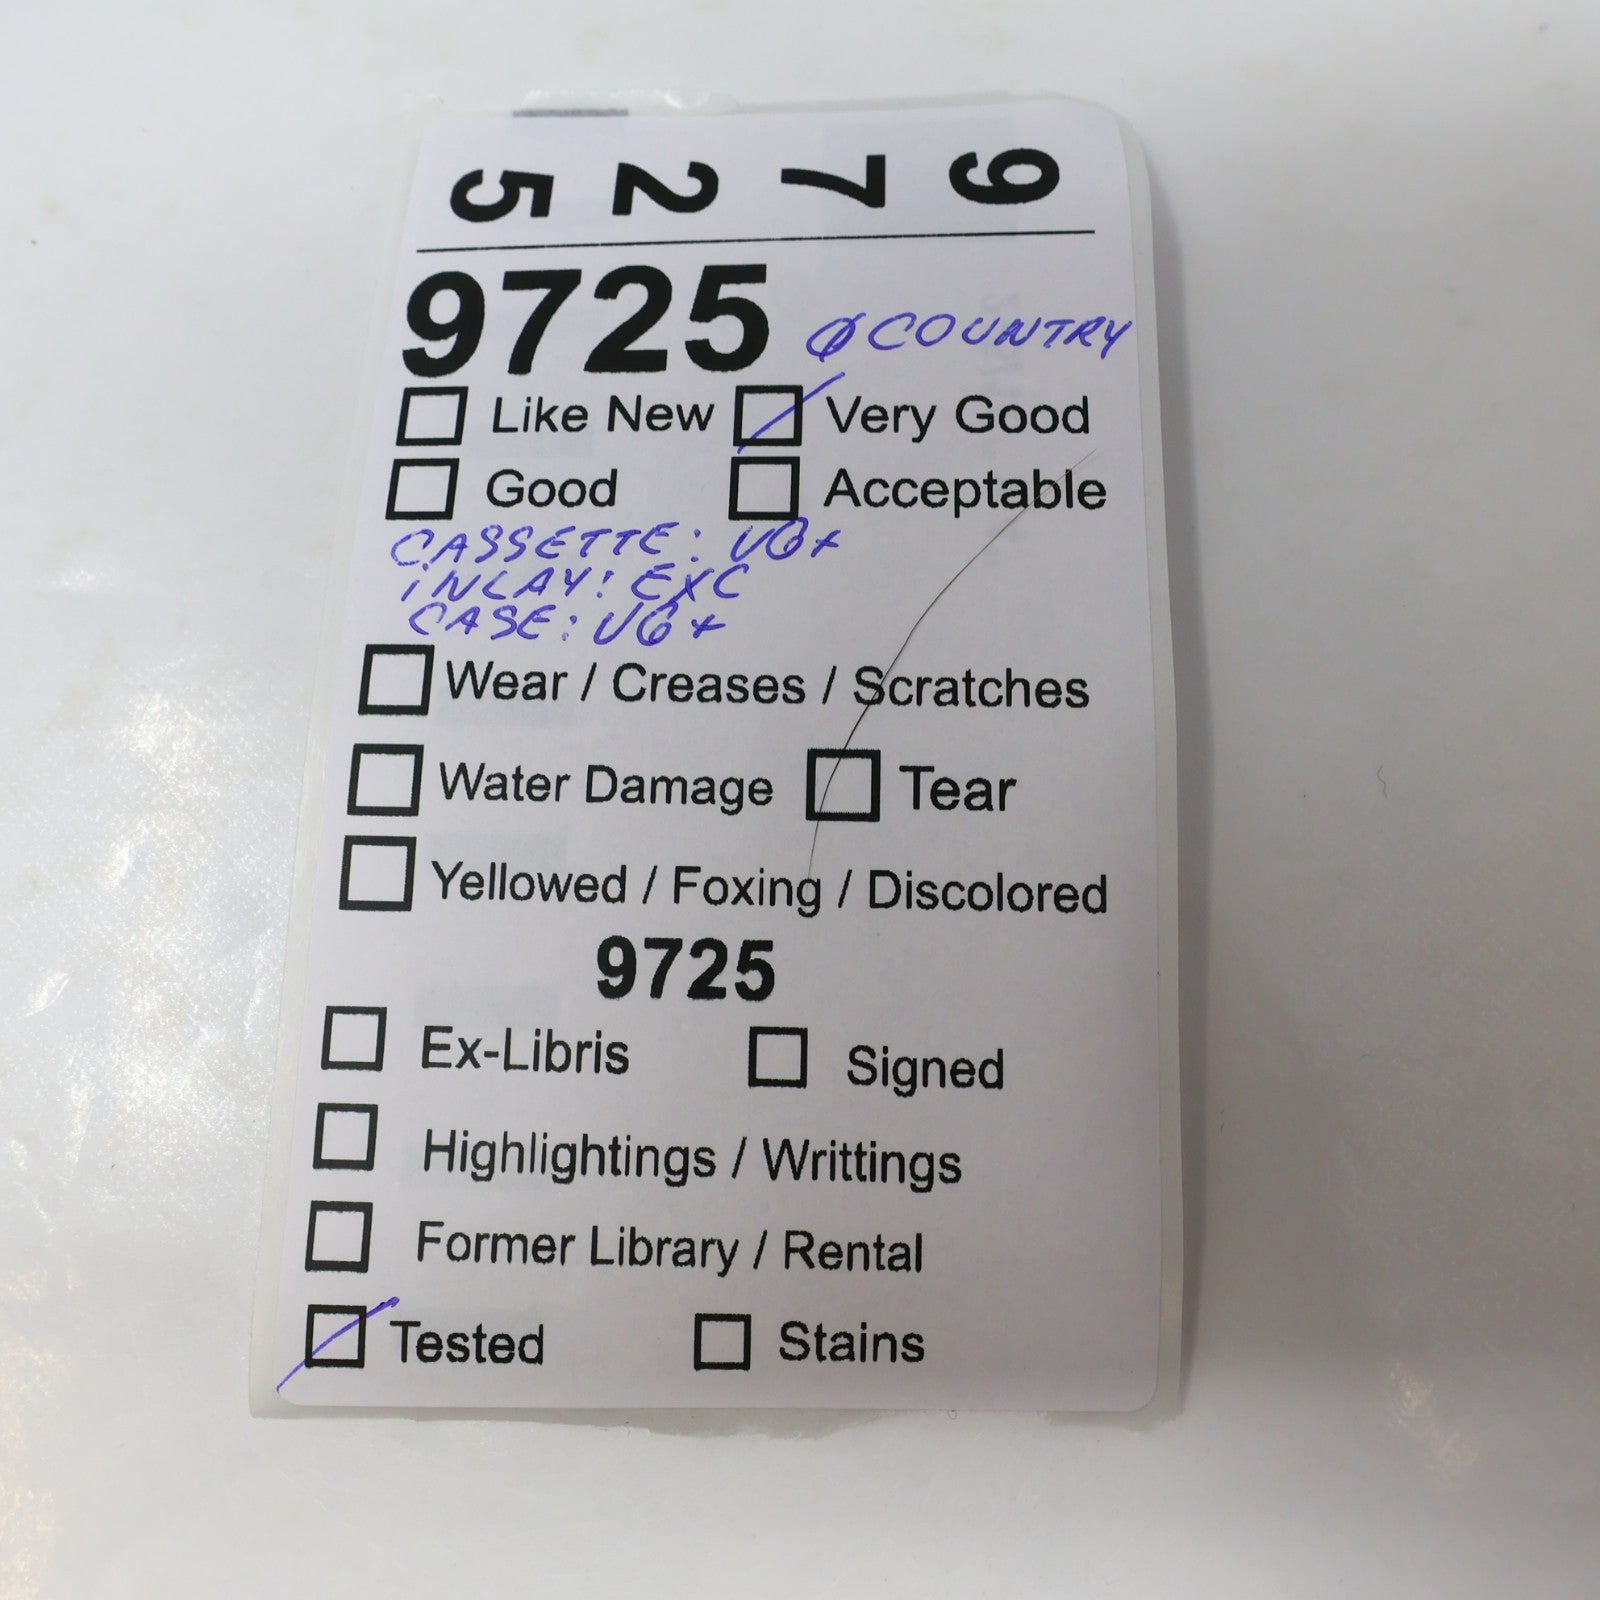 5 2 7 9
9725 Ø COUNTRY
Like New Very Good
Good Acceptable
CASSETTE: VG+
iNLAY: EXC
CASE: VG+
Wear / Creases / Scratches
Water Damage Tear
Yellowed / Foxing / Discolored
9725
Ex-Libris Signed
Highlightings / Writtings
Former Library / Rental
Tested Stains